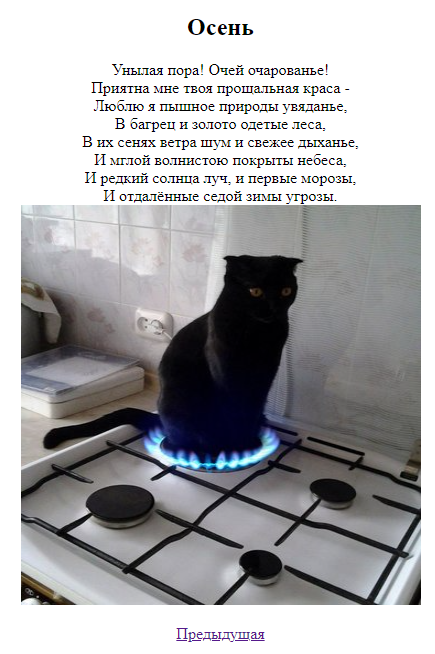 Осень
Унылая пора! Очей очарованье!
Приятна мне твоя прощальная краса -
Люблю я пышное природы увяданье,
В багрец и золото одетые леса,
В их сенях ветра шум и свежее дыханье,
И мглой волнистою покрыты небеса,
И редкий солнца луч, и первые морозы,
И отдалённые седой зимы угрозы.
Предыдущая